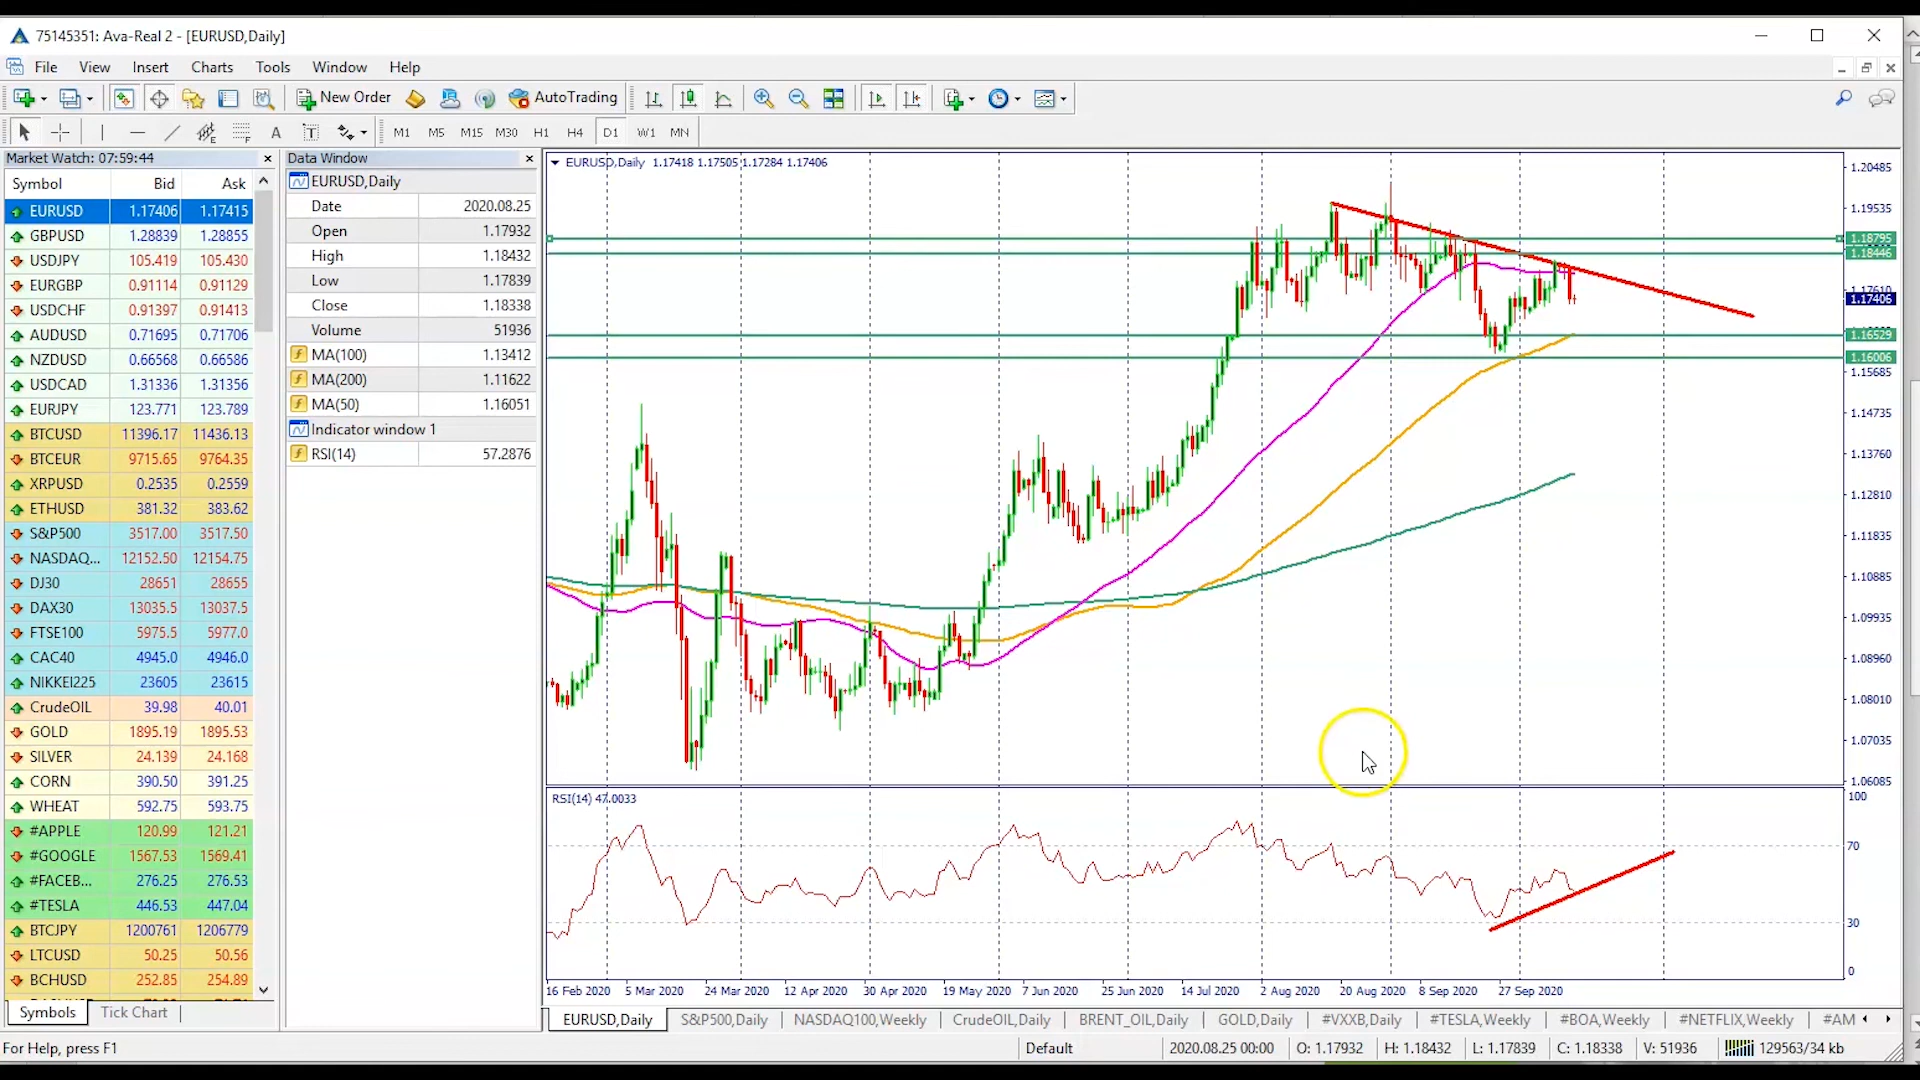 75145351: Ava-Real 2 - [EURUSD,Daily]
File View Insert Charts Tools Window Help
New Order AutoTrading
A T M1 M5 M15 M30 H1 H4 D1 W1 MN
Market Watch: 07:59:44
Symbol Bid Ask
EURUSD 1.17406 1.17415
GBPUSD 1.28839 1.28855
USDJPY 105.419 105.430
EURGBP 0.91114 0.91129
USDCHF 0.91397 0.91413
AUDUSD 0.71695 0.71706
NZDUSD 0.66568 0.66586
USDCAD 1.31336 1.31356
EURJPY 123.771 123.789
BTCUSD 11396.17 11436.13
BTCEUR 9715.65 9764.35
XRPUSD 0.2535 0.2559
ETHUSD 381.32 383.62
S&P500 3517.00 3517.50
NASDAQ... 12152.50 12154.75
DJ30 28651 28655
DAX30 13035.5 13037.5
FTSE100 5975.5 5977.0
CAC40 4945.0 4946.0
NIKKEI225 23605 23615
CrudeOIL 39.98 40.01
GOLD 1895.19 1895.53
SILVER 24.139 24.168
CORN 390.50 391.25
WHEAT 592.75 593.75
#APPLE 120.99 121.21
#GOOGLE 1567.53 1569.41
#FACEB... 276.25 276.53
#TESLA 446.53 447.04
BTCJPY 1200761 1206779
LTCUSD 50.25 50.56
BCHUSD 252.85 254.89
Symbols Tick Chart
Data Window
EURUSD,Daily
Date 2020.08.25
Open 1.17932
High 1.18432
Low 1.17839
Close 1.18338
Volume 51936
MA(100) 1.13412
MA(200) 1.11622
MA(50) 1.16051
Indicator window 1
RSI(14) 57.2876
EURUSD,Daily 1.17418 1.17505 1.17284 1.17406
1.20485
1.19535
1.18795
1.18446
1.17610
1.17406
1.16529
1.16006
1.15685
1.14735
1.13760
1.12810
1.11835
1.10885
1.09935
1.08960
1.08010
1.07035
1.06085
RSI(14) 47.0033
100
70
30
0
16 Feb 2020 5 Mar 2020 24 Mar 2020 12 Apr 2020 30 Apr 2020 19 May 2020 7 Jun 2020 25 Jun 2020 14 Jul 2020 2 Aug 2020 20 Aug 2020 8 Sep 2020 27 Sep 2020
EURUSD,Daily S&P500,Daily NASDAQ100,Weekly CrudeOIL,Daily BRENT_OIL,Daily GOLD,Daily #VXXB,Daily #TESLA,Weekly #BOA,Weekly #NETFLIX,Weekly #AM
For Help, press F1 Default 2020.08.25 00:00 O: 1.17932 H: 1.18432 L: 1.17839 C: 1.18338 V: 51936 129563/34 kb